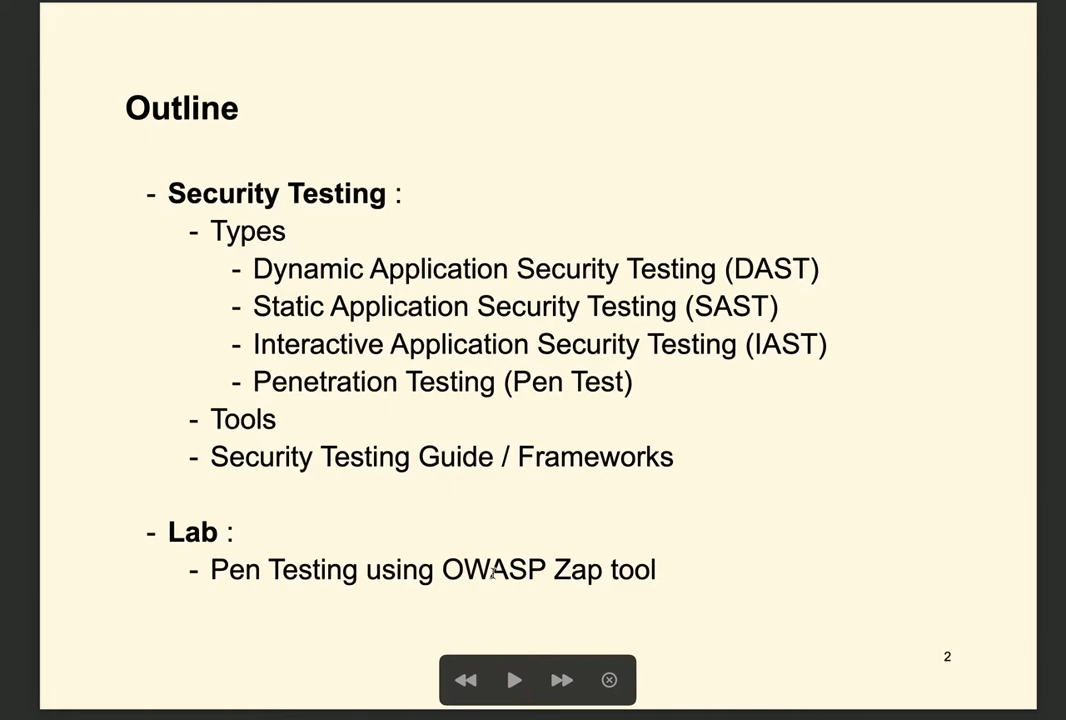 Outline
- Security Testing :
- Types
- Dynamic Application Security Testing (DAST)
- Static Application Security Testing (SAST)
- Interactive Application Security Testing (IAST)
- Penetration Testing (Pen Test)
- Tools
- Security Testing Guide / Frameworks
- Lab :
- Pen Testing using OWASP Zap tool
2